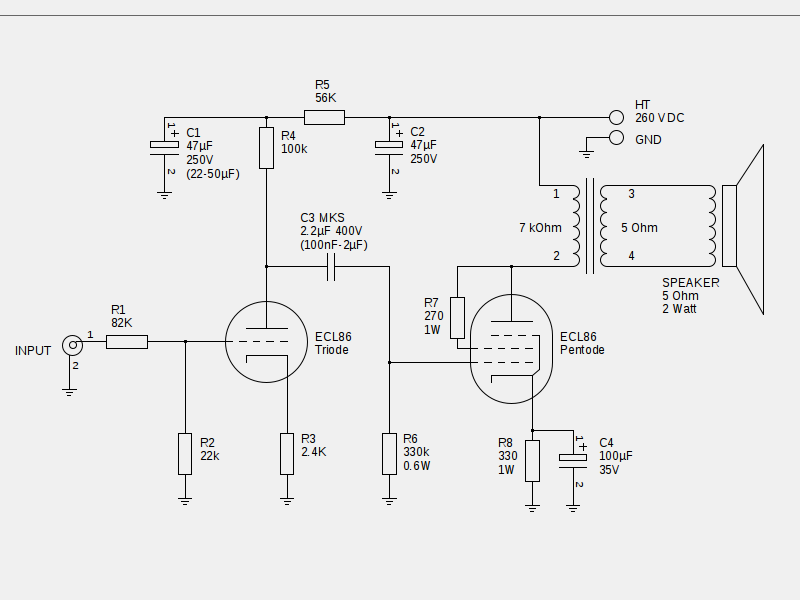 R5
56K
HT
260 VDC
GND
1
+
C1
47µF
250V
(22-50µF)
2
R4
100k
1
+
C2
47µF
250V
2
C3 MKS
2.2µF 400V
(100nF-2µF)
1
7 kOhm
2
3
5 Ohm
4
SPEAKER
5 Ohm
2 Watt
R1
82K
INPUT
1
2
ECL86
Triode
R7
270
1W
ECL86
Pentode
R2
22k
R3
2.4K
R6
330k
0.6W
R8
330
1W
1
+
C4
100µF
35V
2